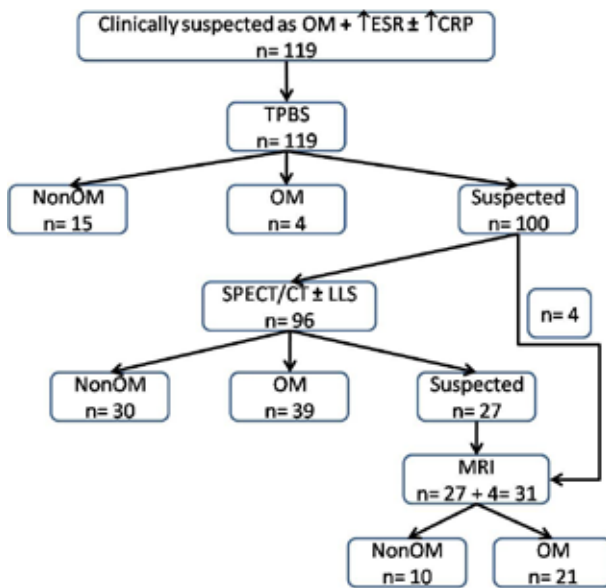 Clinically suspected as OM + ↑ESR ± ↑CRP
n= 119
TPBS
n= 119
NonOM
n= 15
OM
n= 4
Suspected
n= 100
SPECT/CT ± LLS
n= 96
n= 4
NonOM
n= 30
OM
n= 39
Suspected
n= 27
MRI
n= 27 + 4= 31
NonOM
n= 10
OM
n= 21